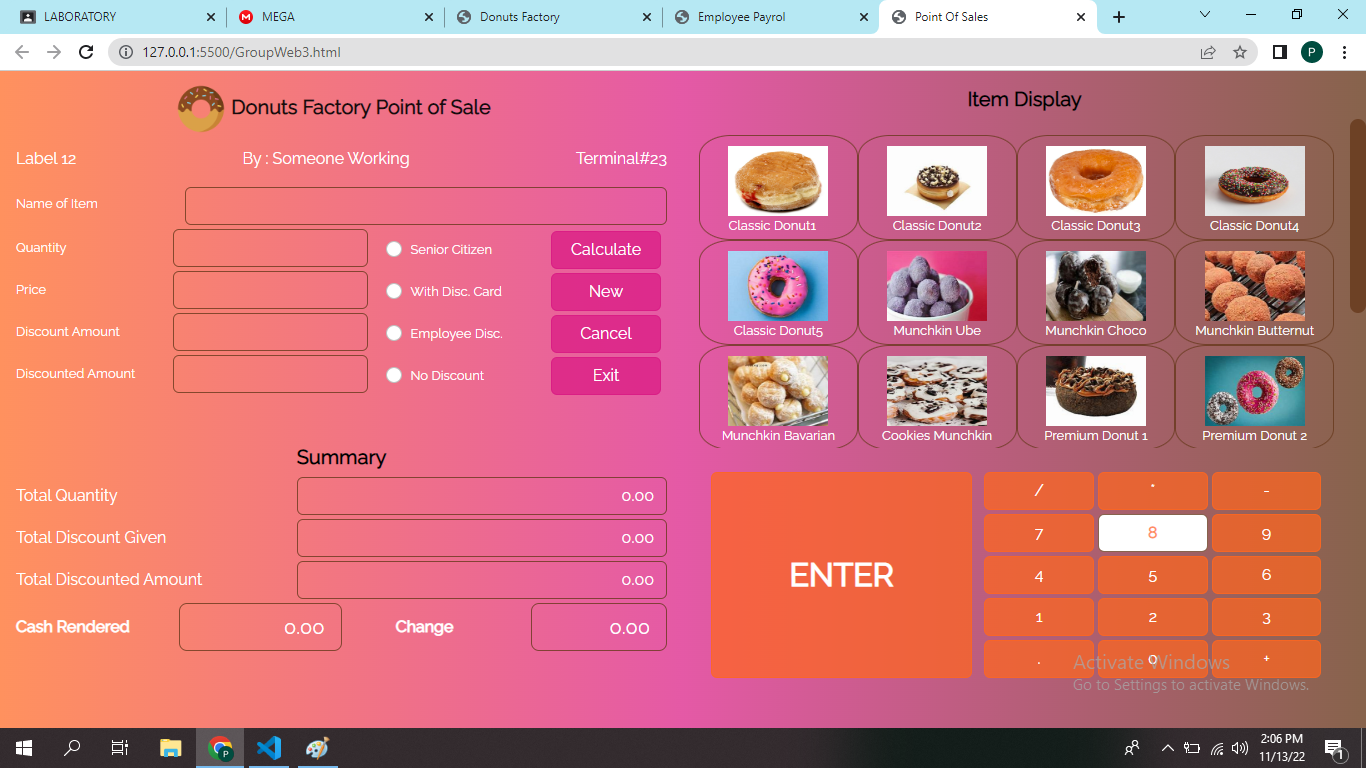 LABORATORY
MEGA
Donuts Factory
Employee Payrol
Point Of Sales
127.0.0.1:5500/GroupWeb3.html
P
Donuts Factory Point of Sale
Label 12
By : Someone Working
Terminal#23
Name of Item
Quantity
Senior Citizen
Calculate
Price
With Disc. Card
New
Discount Amount
Employee Disc.
Cancel
Discounted Amount
No Discount
Exit
Summary
Total Quantity
0.00
Total Discount Given
0.00
Total Discounted Amount
0.00
Cash Rendered
0.00
Change
0.00
Item Display
Classic Donut1
Classic Donut2
Classic Donut3
Classic Donut4
Classic Donut5
Munchkin Ube
Munchkin Choco
Munchkin Butternut
Munchkin Bavarian
Cookies Munchkin
Premium Donut 1
Premium Donut 2
ENTER
/ * -
7 8 9
4 5 6
1 2 3
. 0 +
Activate Windows
Go to Settings to activate Windows.
P
2:06 PM
11/13/22
1